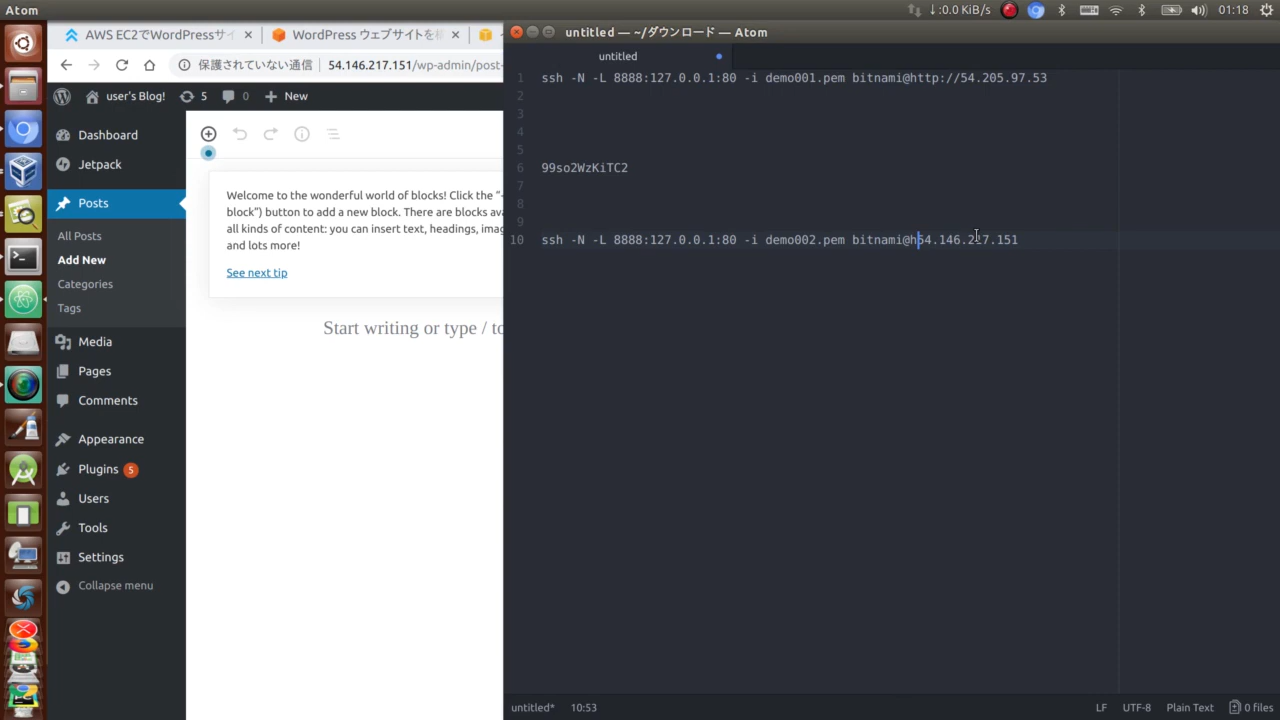 Atom
↓:0.0 KiB/s
01:18
AWS EC2でWordPressサイ
WordPress ウェブサイトを
保護されていない通信
54.146.217.151/wp-admin/post-
user's Blog!
5
0
New
Dashboard
Jetpack
Posts
All Posts
Add New
Categories
Tags
Media
Pages
Comments
Appearance
Plugins 5
Users
Tools
Settings
Collapse menu
Welcome to the wonderful world of blocks! Click the “
block”) button to add a new block. There are blocks ava
all kinds of content: you can insert text, headings, imag
and lots more!
See next tip
Start writing or type / to
untitled — ~/ダウンロード — Atom
untitled
1 ssh -N -L 8888:127.0.0.1:80 -i demo001.pem bitnami@http://54.205.97.53
2
3
4
5
6 99so2WzKiTC2
7
8
9
10 ssh -N -L 8888:127.0.0.1:80 -i demo002.pem bitnami@h54.146.217.151
untitled*
10:53
LF
UTF-8
Plain Text
0 files